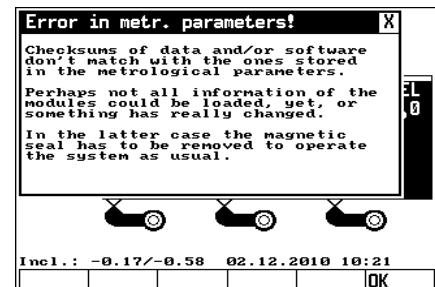 Error in metr. parameters! X
Checksums of data and/or software
don't match with the ones stored
in the metrological parameters.
Perhaps not all information of the
modules could be loaded, yet, or
something has really changed.
In the latter case the magnetic
seal has to be removed to operate
the system as usual.
EL
,0
Incl.: -0.17/-0.58 02.12.2010 10:21
OK